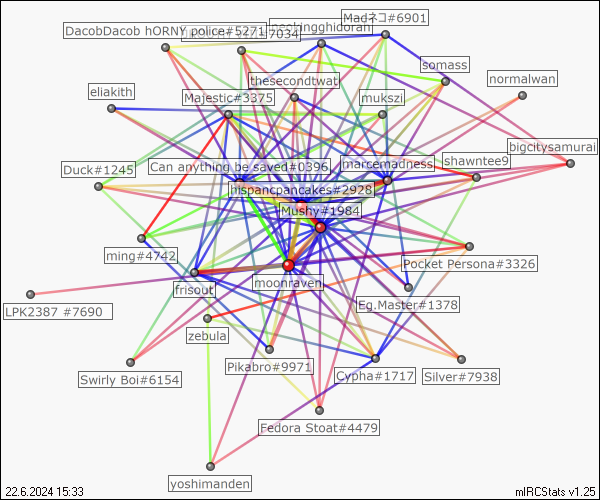 Madネコ#6901
DacobDacob hORNY police#5271
7034
somass
normalwan
thesecondtwat
eliakith
Majestic#3375
mukszi
bigcitysamurai
Can anything be saved#0396
marcemadness
shawntee9
Duck#1245
hispancpancakes#2928
Mushy#1984
ming#4742
Pocket Persona#3326
frisout
moonraven
Eg.Master#1378
LPK2387 #7690
zebula
Pikabro#9971
Swirly Boi#6154
Cypha#1717
Silver#7938
Fedora Stoat#4479
yoshimanden
22.6.2024 15:33
mIRCStats v1.25